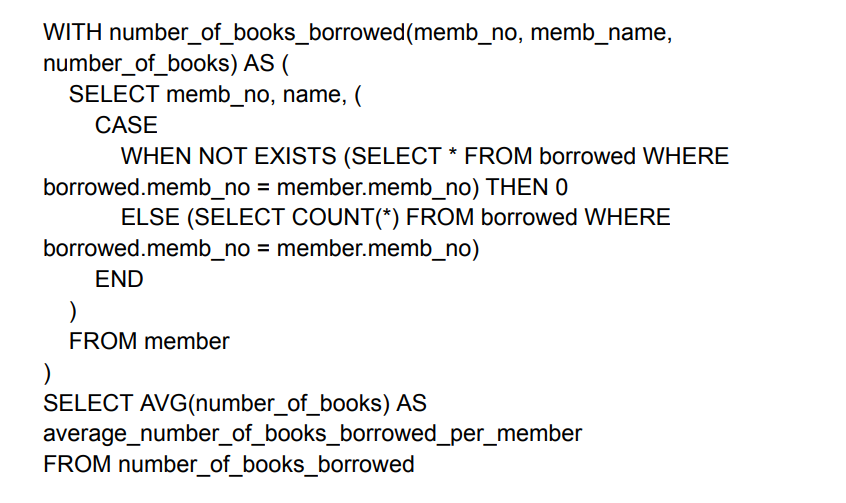 WITH number_of_books_borrowed(memb_no, memb_name,
number_of_books) AS (
SELECT memb_no, name, (
CASE
WHEN NOT EXISTS (SELECT * FROM borrowed WHERE
borrowed.memb_no = member.memb_no) THEN 0
ELSE (SELECT COUNT(*) FROM borrowed WHERE
borrowed.memb_no = member.memb_no)
END
)
FROM member
)
SELECT AVG(number_of_books) AS
average_number_of_books_borrowed_per_member
FROM number_of_books_borrowed